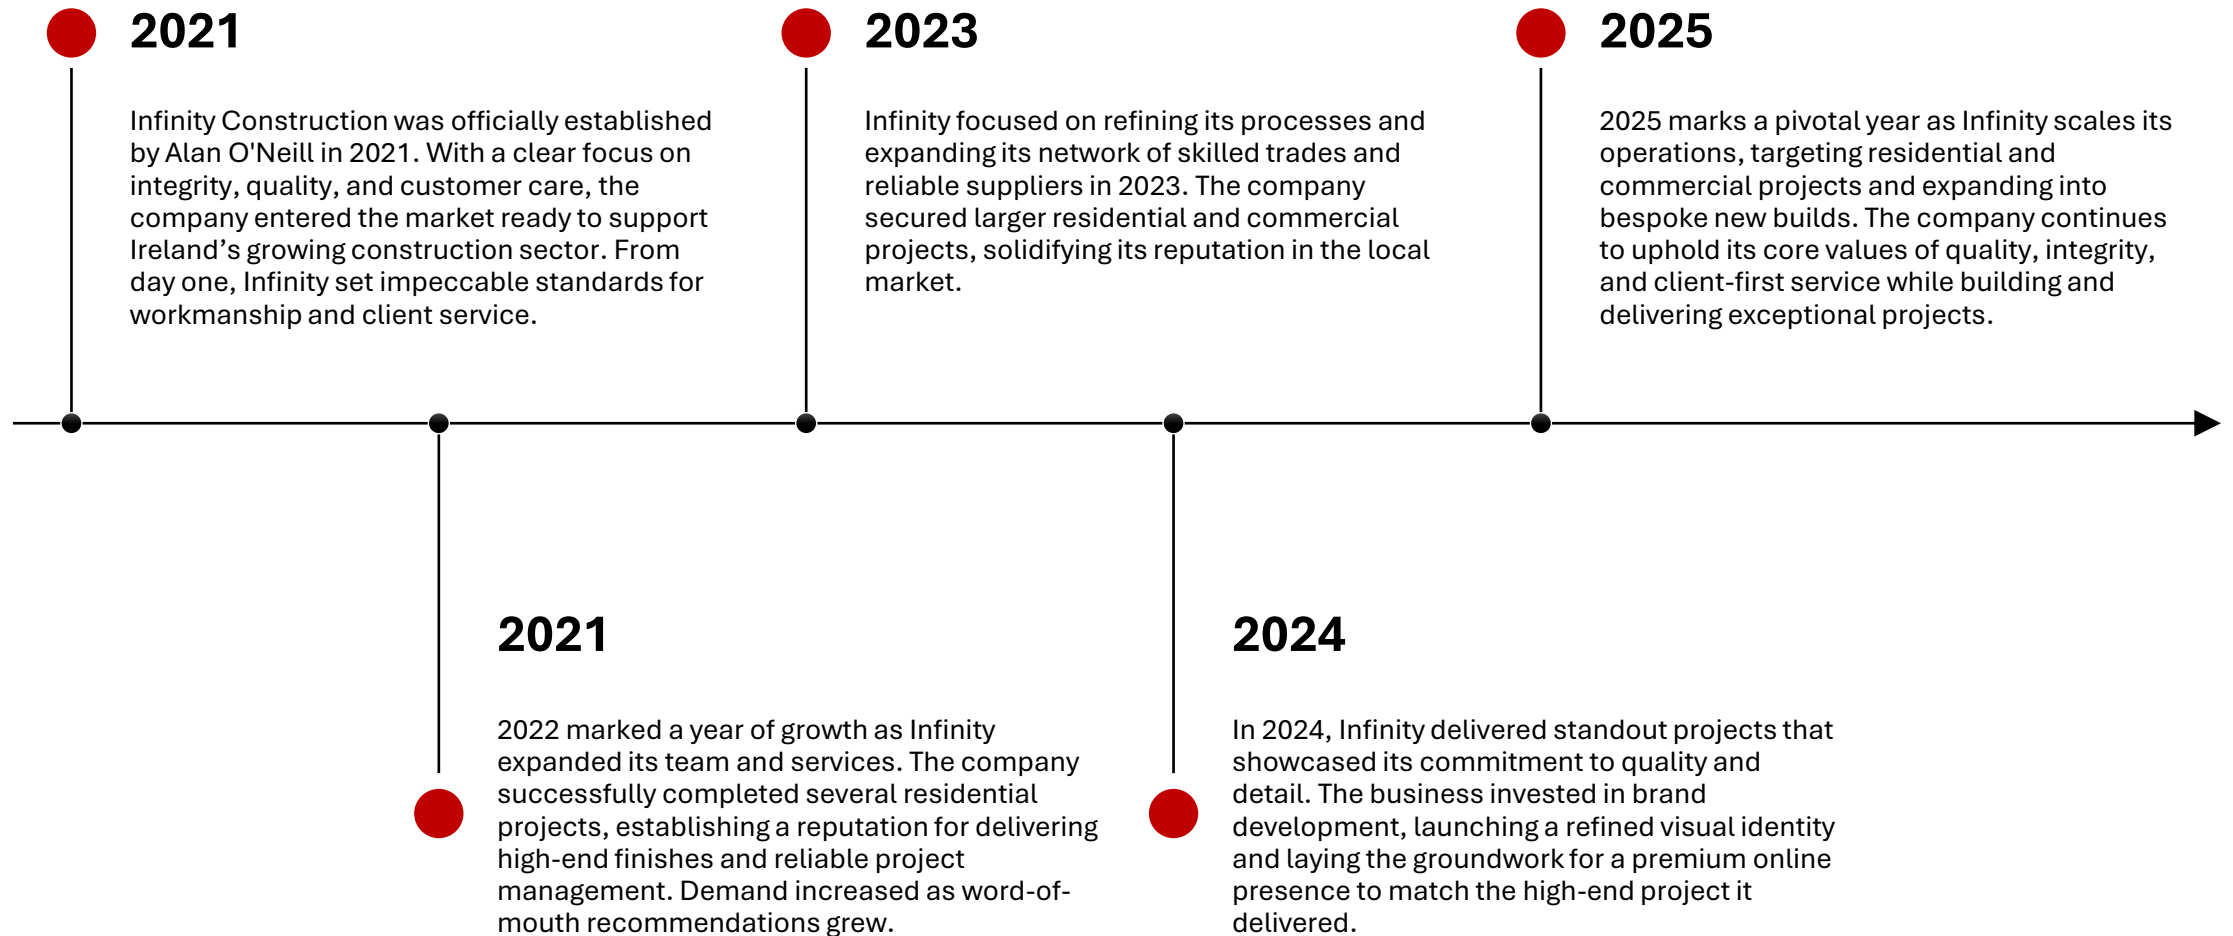 2021
Infinity Construction was officially established
by Alan O'Neill in 2021. With a clear focus on
integrity, quality, and customer care, the
company entered the market ready to support
Ireland’s growing construction sector. From
day one, Infinity set impeccable standards for
workmanship and client service.
2021
2022 marked a year of growth as Infinity
expanded its team and services. The company
successfully completed several residential
projects, establishing a reputation for delivering
high-end finishes and reliable project
management. Demand increased as word-of-
mouth recommendations grew.
2023
Infinity focused on refining its processes and
expanding its network of skilled trades and
reliable suppliers in 2023. The company
secured larger residential and commercial
projects, solidifying its reputation in the local
market.
2024
In 2024, Infinity delivered standout projects that
showcased its commitment to quality and
detail. The business invested in brand
development, launching a refined visual identity
and laying the groundwork for a premium online
presence to match the high-end project it
delivered.
2025
2025 marks a pivotal year as Infinity scales its
operations, targeting residential and
commercial projects and expanding into
bespoke new builds. The company continues
to uphold its core values of quality, integrity,
and client-first service while building and
delivering exceptional projects.